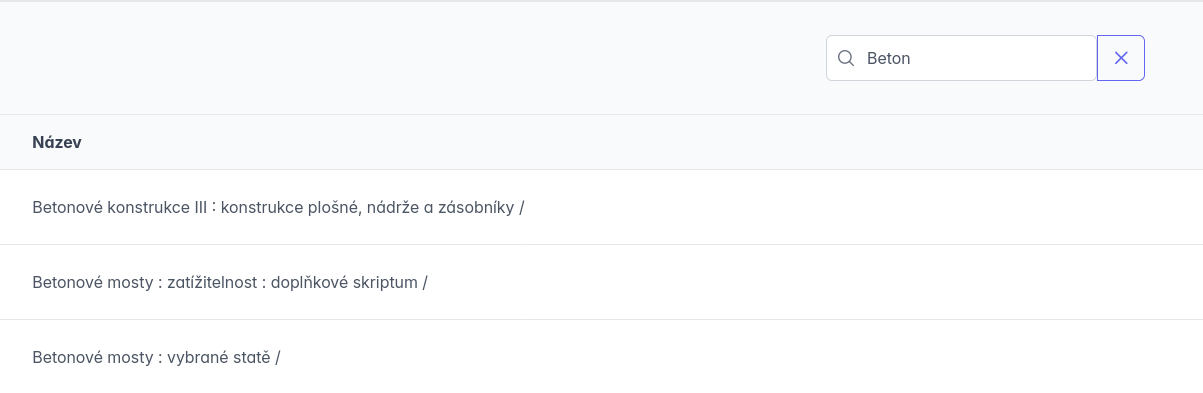 Beton
Název
Betonové konstrukce III : konstrukce plošné, nádrže a zásobníky /
Betonové mosty : zatížitelnost : doplňkové skriptum /
Betonové mosty : vybrané statě /